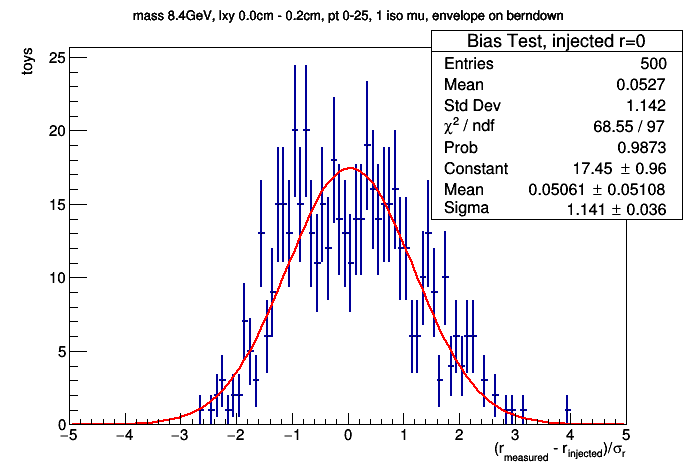 mass 8.4GeV, lxy 0.0cm - 0.2cm, pt 0-25, 1 iso mu, envelope on berndown
toys
Bias Test, injected r=0
Entries 500
Mean 0.0527
Std Dev 1.142
χ² / ndf 68.55 / 97
Prob 0.9873
Constant 17.45 ± 0.96
Mean 0.05061 ± 0.05108
Sigma 1.141 ± 0.036
25
20
15
10
5
0
−5 −4 −3 −2 −1 0 1 2 3 4 5
(r_measured - r_injected)/σ_r